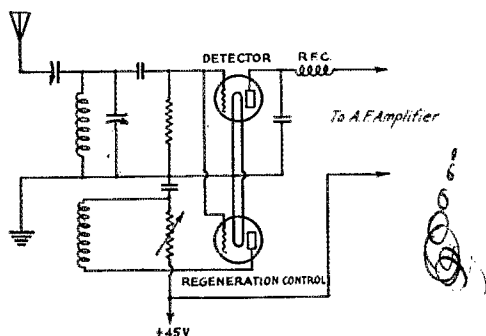 DETECTOR
R.F.C.
To A.F. Amplifier
REGENERATION CONTROL
+45V